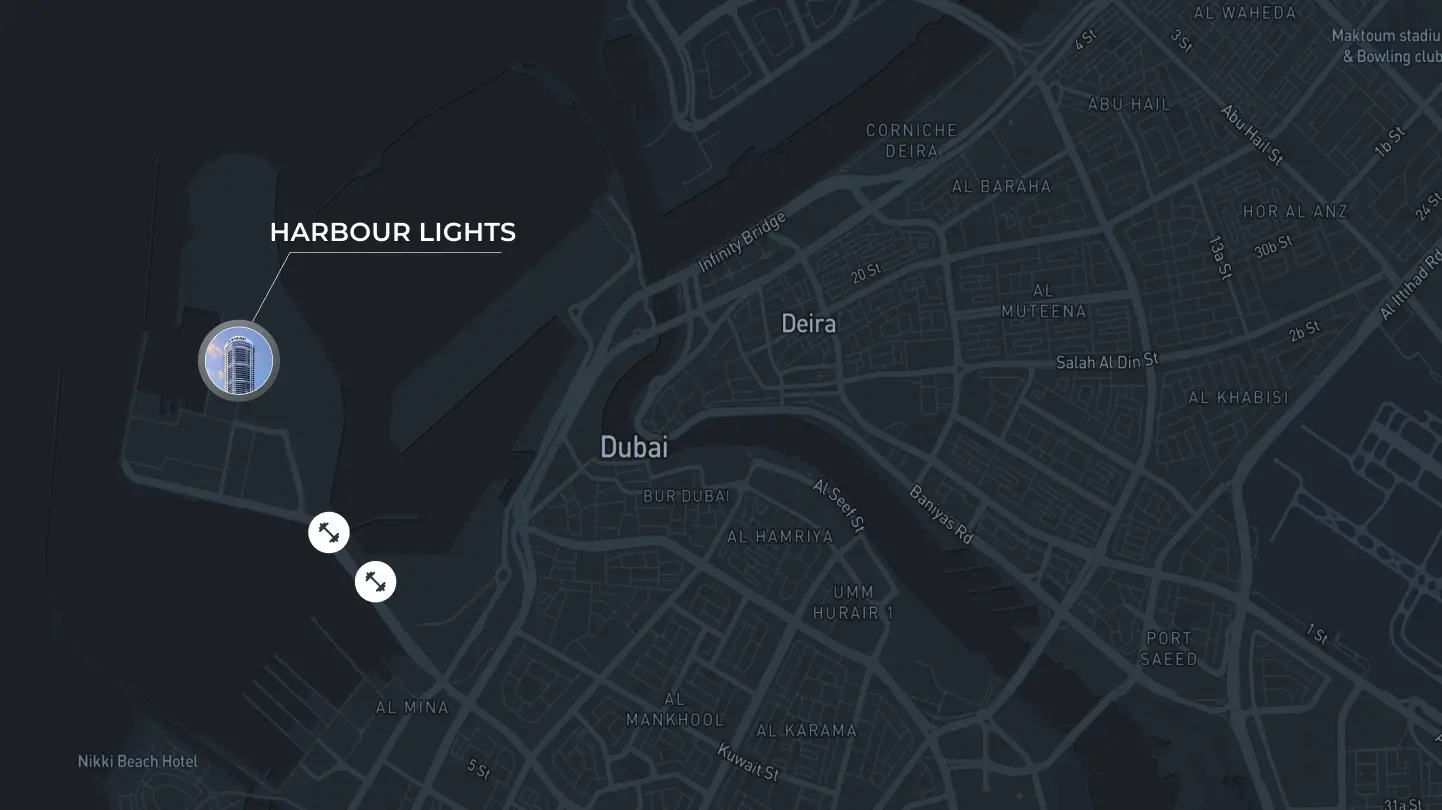 AL WAHEDA
4 St
3 St
Maktoum stadiu
& Bowling club
ABU HAIL
Abu Hail St
CORNICHE
DEIRA
1b St
AL BARAHA
24 St
HOR AL ANZ
HARBOUR LIGHTS
Infinity Bridge
13a St
30b St
20 St
Al Ittihad Rd
AL
MUTEENA
Deira
2b St
Salah Al Din St
AL KHABISI
Dubai
BUR DUBAI
Al Seef St
Baniyas Rd
AL HAMRIYA
UMM
HURAIR 1
1 St
PORT
SAEED
AL MINA
AL
MANKHOOL
AL KARAMA
Kuwait St
Nikki Beach Hotel
5 St
31a St